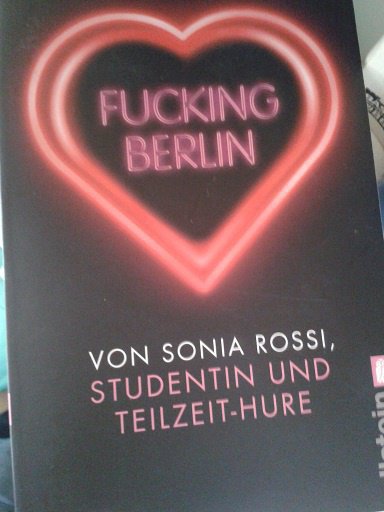 FUCKING
BERLIN
VON SONIA ROSSI,
STUDENTIN UND
TEILZEIT-HURE